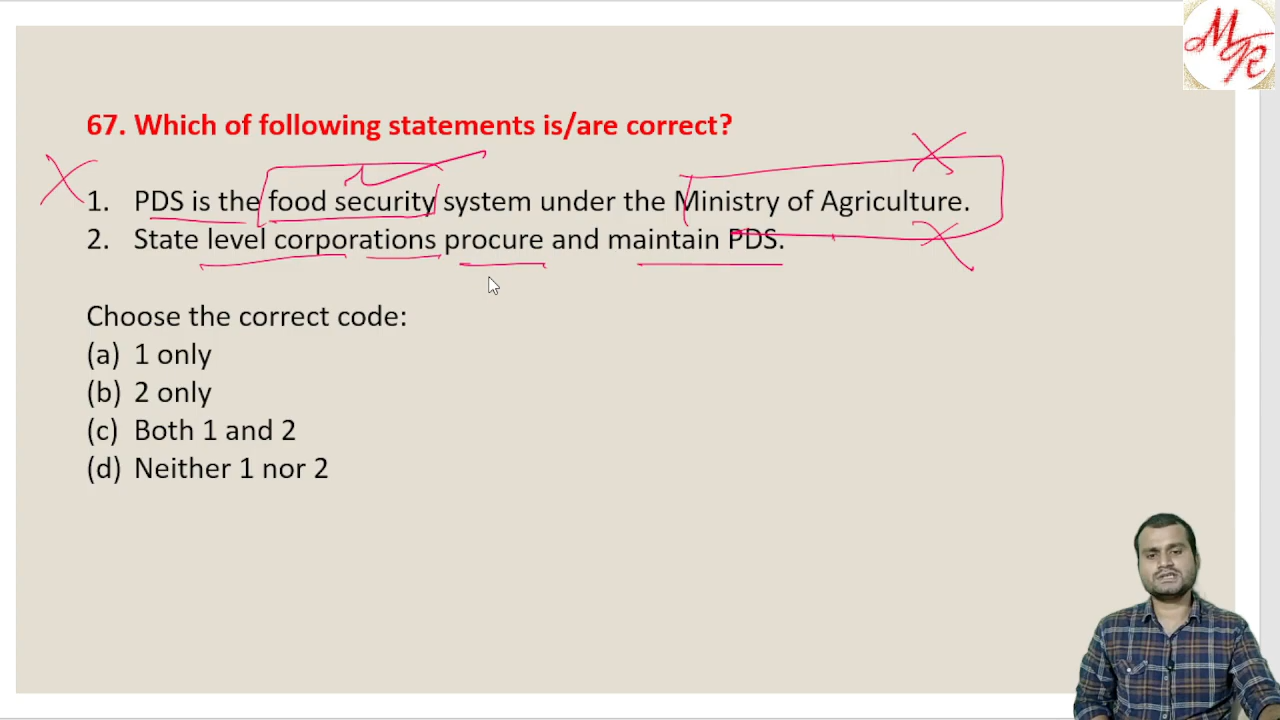 MR
67. Which of following statements is/are correct?
1. PDS is the food security system under the Ministry of Agriculture.
2. State level corporations procure and maintain PDS.
Choose the correct code:
(a) 1 only
(b) 2 only
(c) Both 1 and 2
(d) Neither 1 nor 2